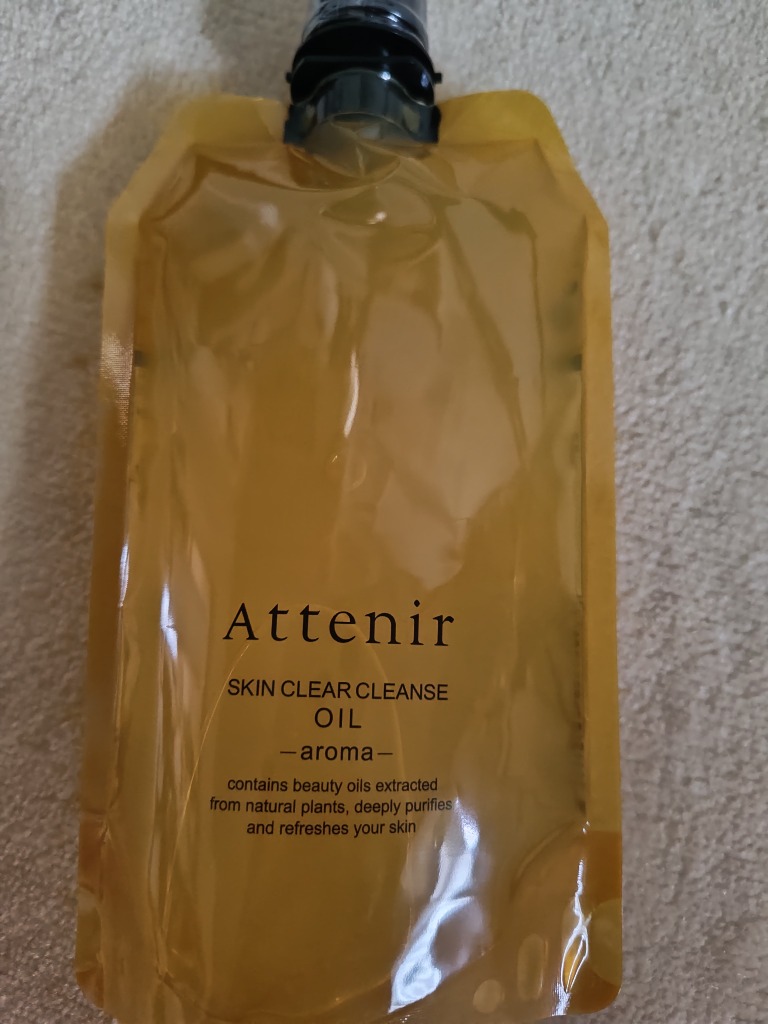 Attenir
SKIN CLEAR CLEANSE
OIL
—aroma—
contains beauty oils extracted
from natural plants, deeply purifies
and refreshes your skin